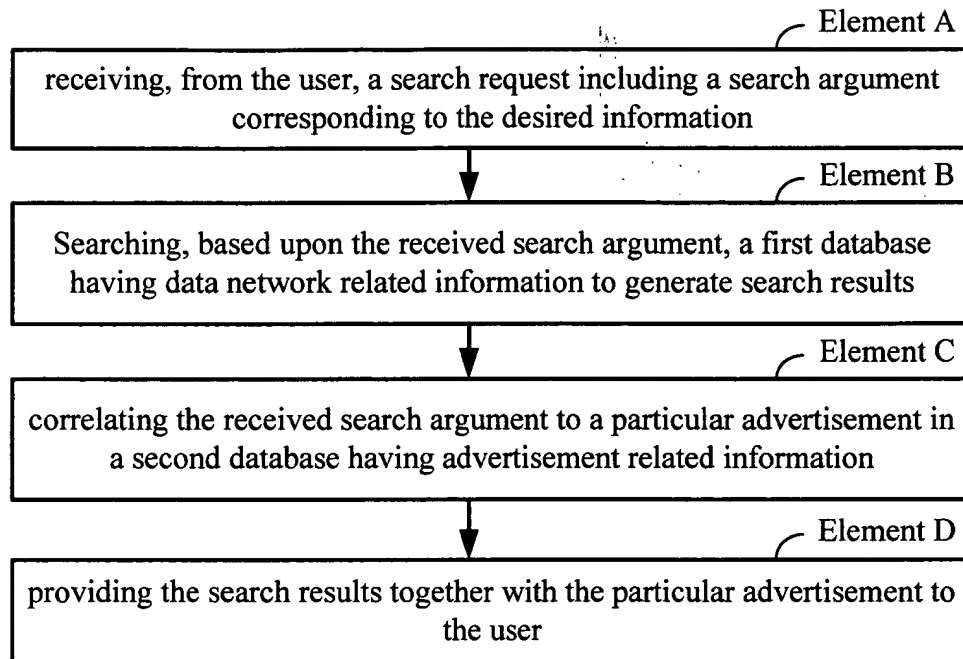 Element A
receiving, from the user, a search request including a search argument
corresponding to the desired information
Element B
Searching, based upon the received search argument, a first database
having data network related information to generate search results
Element C
correlating the received search argument to a particular advertisement in
a second database having advertisement related information
Element D
providing the search results together with the particular advertisement to
the user